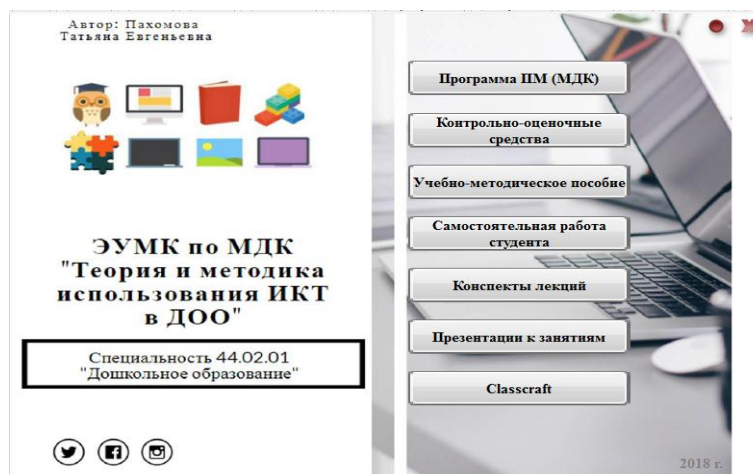 Автор: Пахомова
Татьяна Евгеньевна
ЭУМК по МДК
"Теория и методика
использования ИКТ
в ДОО"
Специальность 44.02.01
"Дошкольное образование"
Программа ПМ (МДК)
Контрольно-оценочные
средства
Учебно-методическое пособие
Самостоятельная работа
студента
Конспекты лекций
Презентации к занятиям
Classcraft
2018 г.